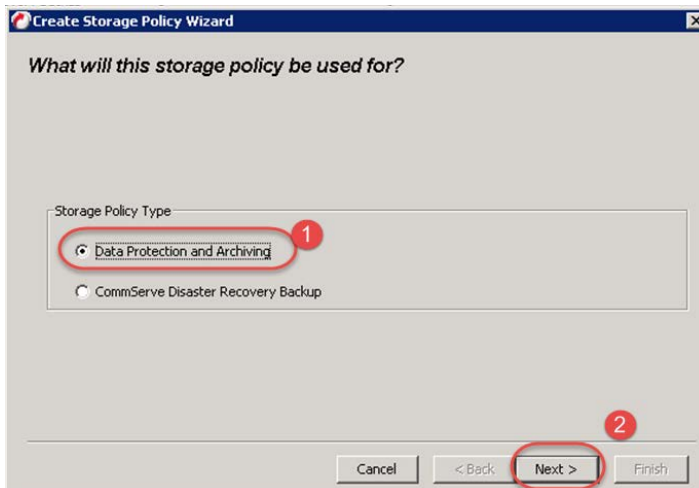 Create Storage Policy Wizard
What will this storage policy be used for?
Storage Policy Type
1
Data Protection and Archiving
CommServe Disaster Recovery Backup
2
Cancel
< Back
Next >
Finish